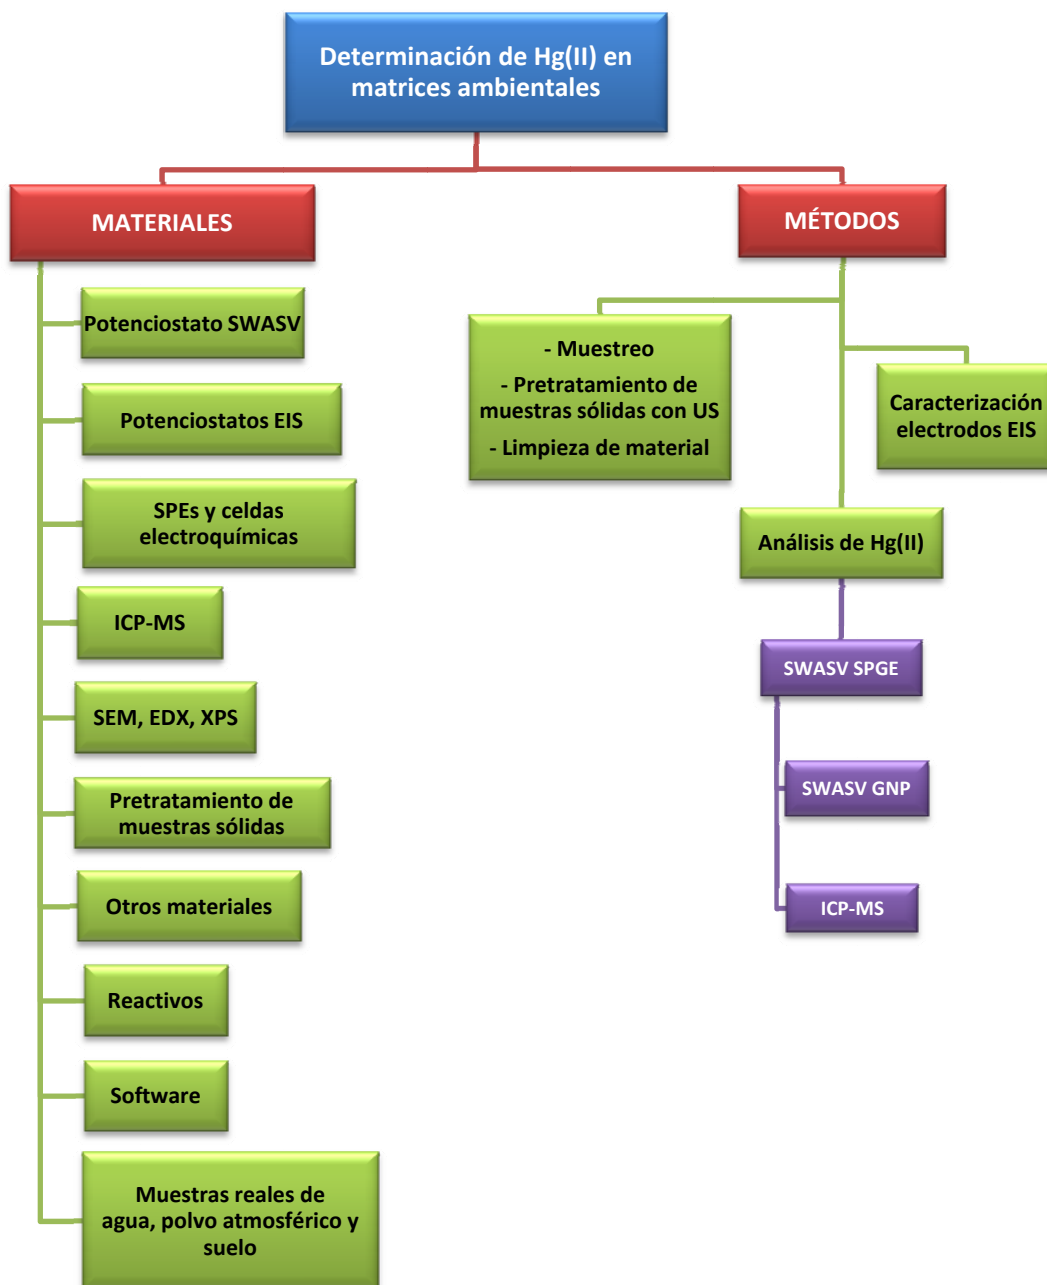 Determinación de Hg(II) en
matrices ambientales
MATERIALES
Potenciostato SWASV
Potenciostatos EIS
SPEs y celdas
electroquímicas
ICP-MS
SEM, EDX, XPS
Pretratamiento de
muestras sólidas
Otros materiales
Reactivos
Software
Muestras reales de
agua, polvo atmosférico y
suelo
MÉTODOS
- Muestreo
- Pretratamiento de
muestras sólidas con US
- Limpieza de material
Caracterización
electrodos EIS
Análisis de Hg(II)
SWASV SPGE
SWASV GNP
ICP-MS